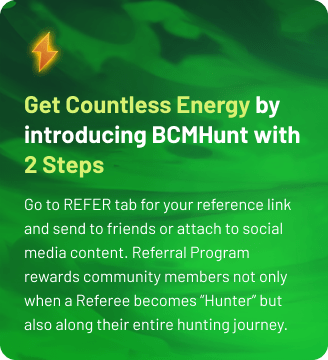 Get Countless Energy by
introducing BCMHunt with
2 Steps
Go to REFER tab for your reference link
and send to friends or attach to social
media content. Referral Program
rewards community members not only
when a Referee becomes “Hunter” but
also along their entire hunting journey.